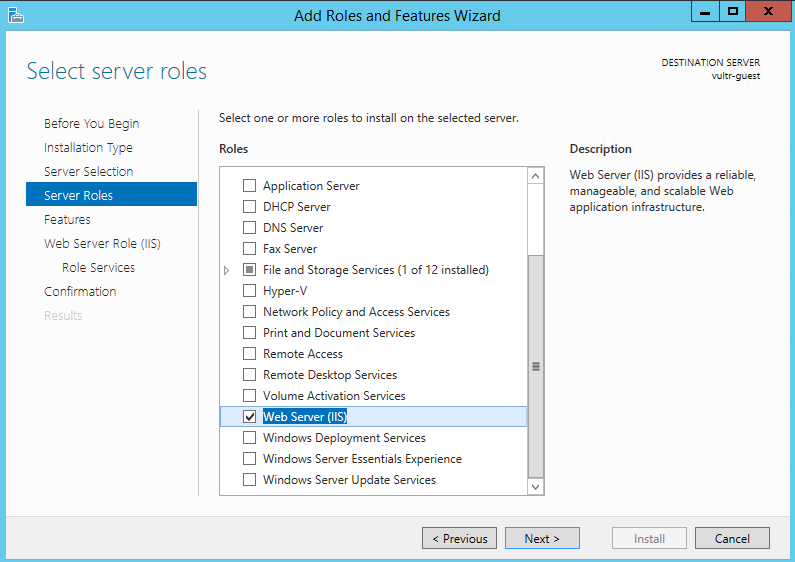 Add Roles and Features Wizard
Select server roles
DESTINATION SERVER
vultr-guest
Before You Begin
Installation Type
Server Selection
Server Roles
Features
Web Server Role (IIS)
Role Services
Confirmation
Results
Select one or more roles to install on the selected server.
Roles
Application Server
DHCP Server
DNS Server
Fax Server
File and Storage Services (1 of 12 installed)
Hyper-V
Network Policy and Access Services
Print and Document Services
Remote Access
Remote Desktop Services
Volume Activation Services
Web Server (IIS)
Windows Deployment Services
Windows Server Essentials Experience
Windows Server Update Services
Description
Web Server (IIS) provides a reliable,
manageable, and scalable Web
application infrastructure.
< Previous
Next >
Install
Cancel